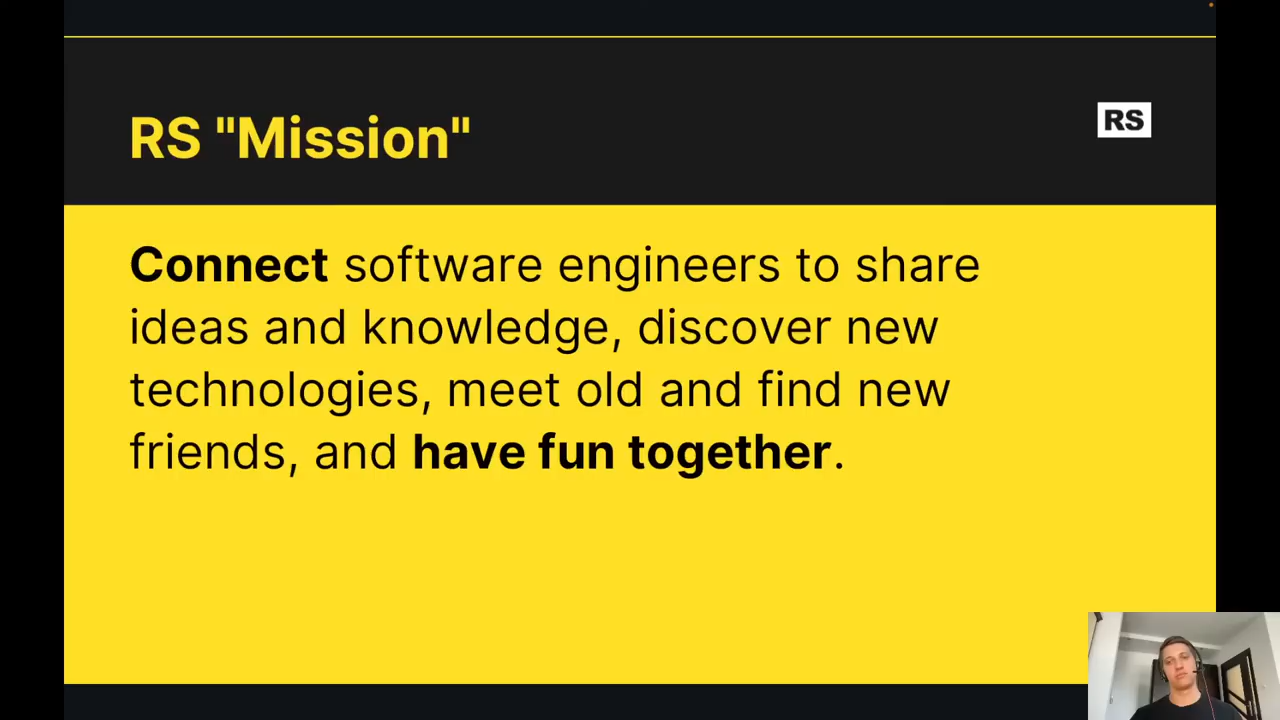 RS "Mission"
RS
Connect software engineers to share
ideas and knowledge, discover new
technologies, meet old and find new
friends, and have fun together.